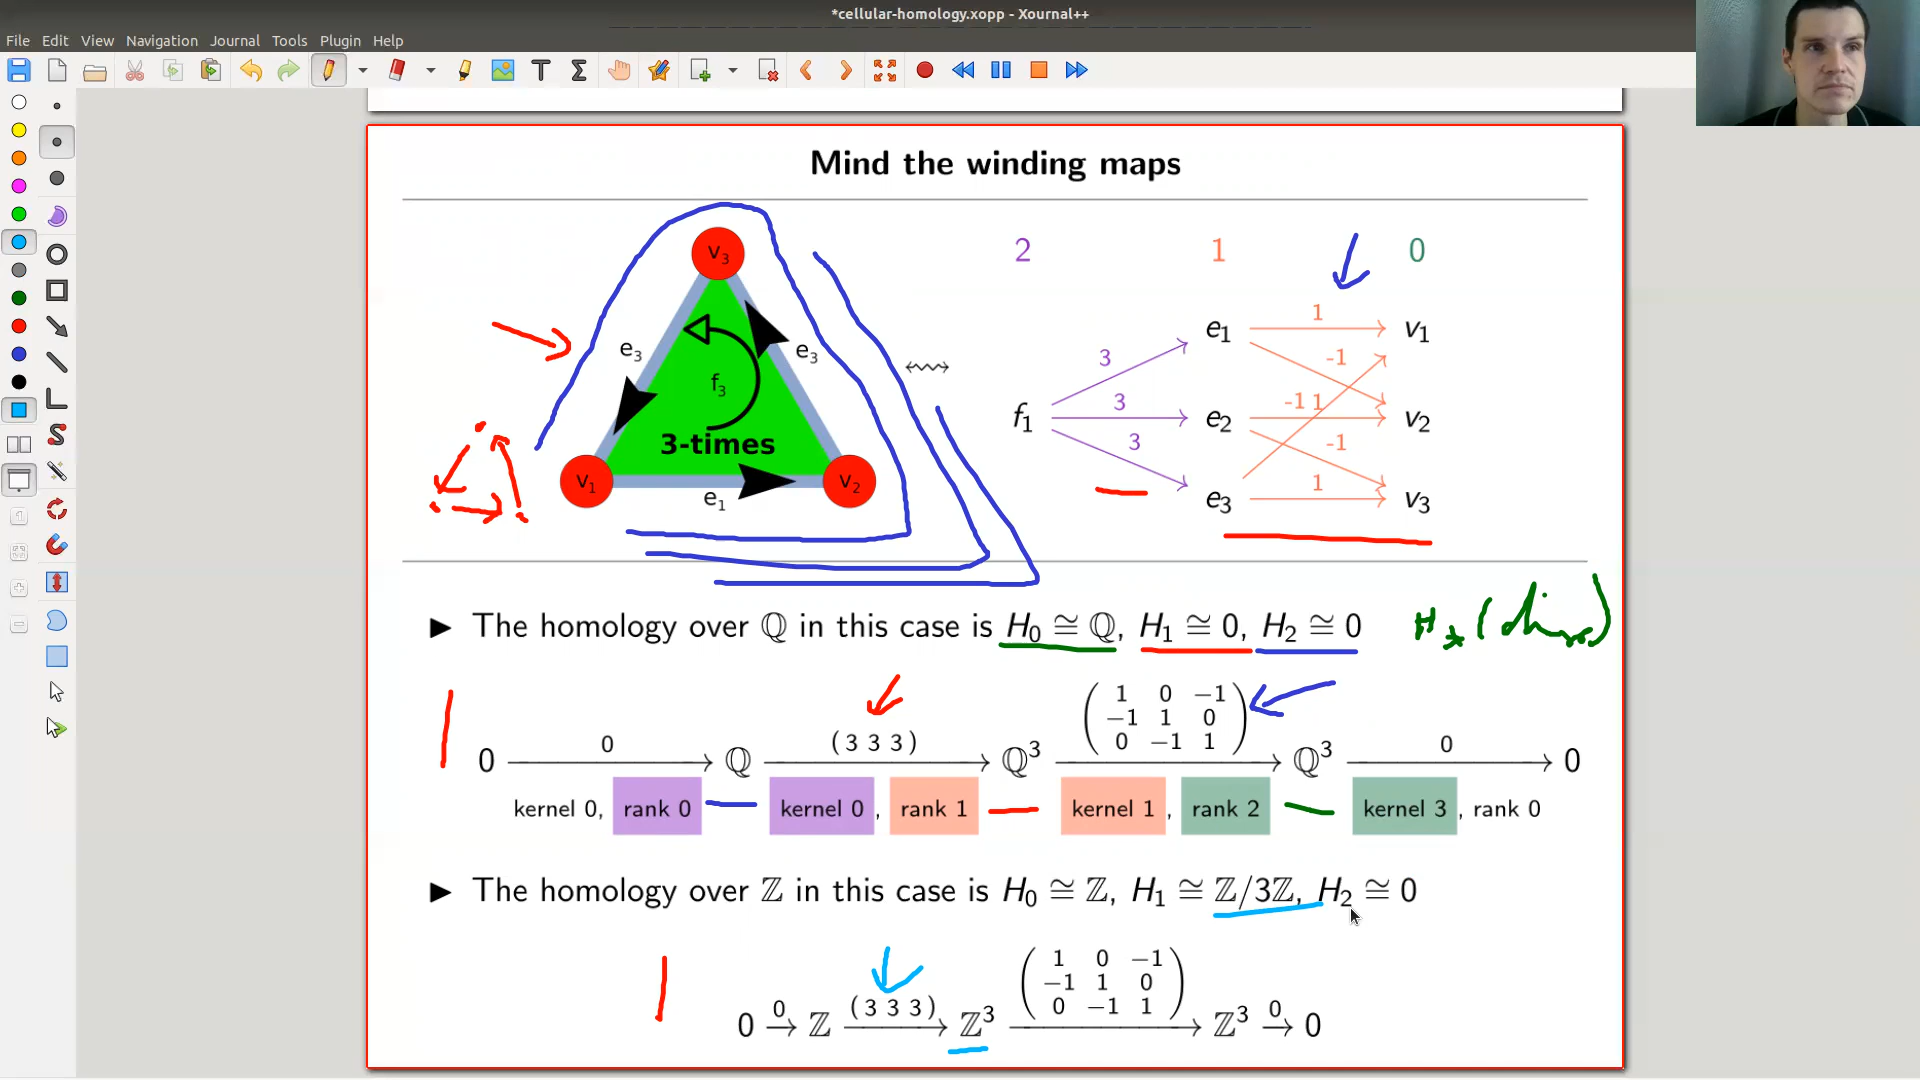 *cellular-homology.xopp - Xournal++
File Edit View Navigation Journal Tools Plugin Help
Mind the winding maps
2 1 0
v3
e3 e3
f3
3-times
v1 v2
e1
f1
3 3 3
e1 e2 e3
1 -1 -1 1 -1 1
v1 v2 v3
▶ The homology over ℚ in this case is H0 ≅ ℚ, H1 ≅ 0, H2 ≅ 0
H* (
0 → ℚ → ℚ³ → ℚ³ → 0
0
( 3 3 3 )
1 0 −1
−1 1 0
0 −1 1
0
kernel 0, rank 0 kernel 0 , rank 1 kernel 1 , rank 2 kernel 3 , rank 0
▶ The homology over ℤ in this case is H0 ≅ ℤ, H1 ≅ ℤ/3ℤ, H2 ≅ 0
0 → ℤ → ℤ³ → ℤ³ → 0
0
( 3 3 3 )
1 0 −1
−1 1 0
0 −1 1
0